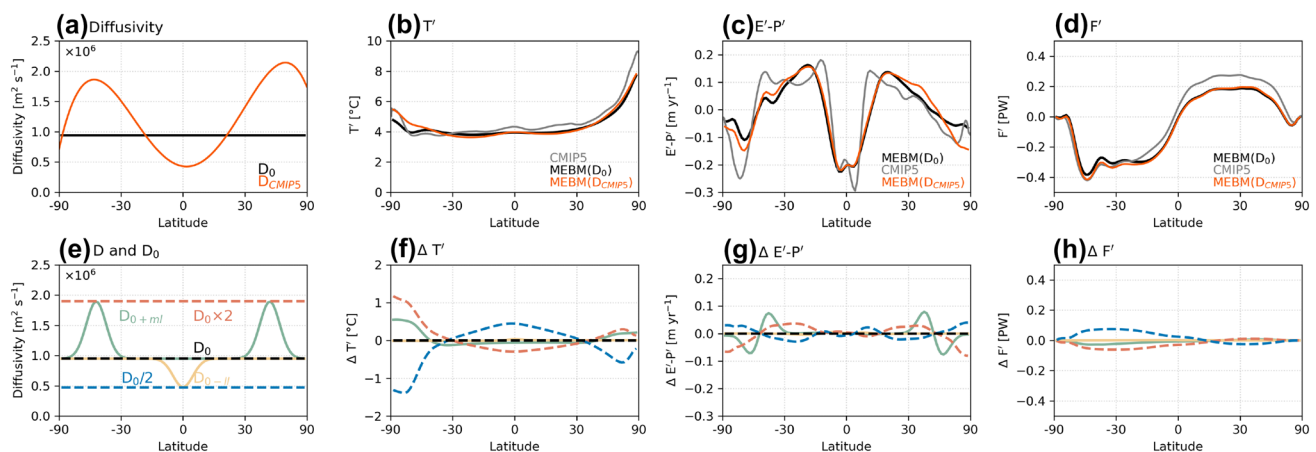 (a) Diffusivity
×10⁶
2.5
2.0
1.5
1.0
0.5
0.0
-90 -30 0 30 90
Diffusivity [m² s⁻¹]
Latitude
D₀
D_CMIP5
(b) T′
10
8
6
4
2
0
-90 -30 0 30 90
T′ [°C]
Latitude
CMIP5
MEBM(D₀)
MEBM(D_CMIP5)
(c) E′-P′
0.2
0.1
0.0
−0.1
−0.2
−0.3
-90 -30 0 30 90
E′-P′ [m yr⁻¹]
Latitude
MEBM(D₀)
CMIP5
MEBM(D_CMIP5)
(d) F′
0.4
0.2
0.0
−0.2
−0.4
-90 -30 0 30 90
F′ [PW]
Latitude
MEBM(D₀)
CMIP5
MEBM(D_CMIP5)
(e) D and D₀
×10⁶
2.5
2.0
1.5
1.0
0.5
0.0
-90 -30 0 30 90
Diffusivity [m² s⁻¹]
Latitude
D₀₊ml
D₀×2
D₀
D₀/2
D₀₋ll
(f) Δ T′
2
1
0
−1
−2
-90 -30 0 30 90
Δ T′ [°C]
Latitude
(g) Δ E′-P′
0.2
0.1
0.0
−0.1
−0.2
−0.3
-90 -30 0 30 90
Δ E′-P′ [m yr⁻¹]
Latitude
(h) Δ F′
0.4
0.2
0.0
−0.2
−0.4
-90 -30 0 30 90
Δ F′ [PW]
Latitude